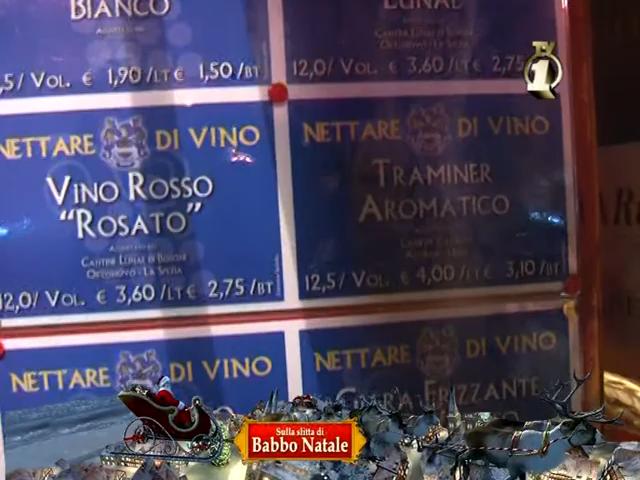 BIANCO
,5/ VOL. € 1,90 /LT € 1,50 /BT
LUNAE
12,0/ VOL. € 3,60 /LT € 2,75
TV
1
NETTARE DI VINO
VINO ROSSO
"ROSATO"
CANTINE LUNAE DI BOSONI
ORTONOVO - LA SPEZIA
12,0/ VOL. € 3,60 /LT € 2,75 /BT
NETTARE DI VINO
TRAMINER
AROMATICO
12,5/ VOL. € 4,00 /LT € 3,10 /BT
NETTARE DI VINO
NETTARE DI VINO
FRIZZANTE
Sulla slitta di
Babbo Natale